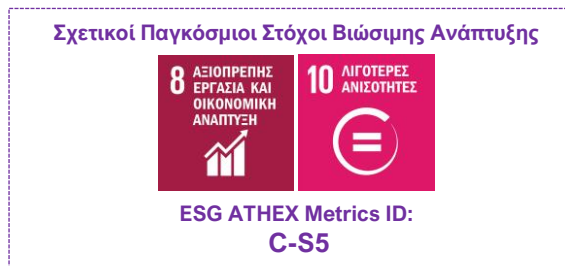 Σχετικοί Παγκόσμιοι Στόχοι Βιώσιμης Ανάπτυξης
8 ΑΞΙΟΠΡΕΠΗΣ
ΕΡΓΑΣΙΑ ΚΑΙ
ΟΙΚΟΝΟΜΙΚΗ
ΑΝΑΠΤΥΞΗ
10 ΛΙΓΟΤΕΡΕΣ
ΑΝΙΣΟΤΗΤΕΣ
ESG ATHEX Metrics ID:
C-S5